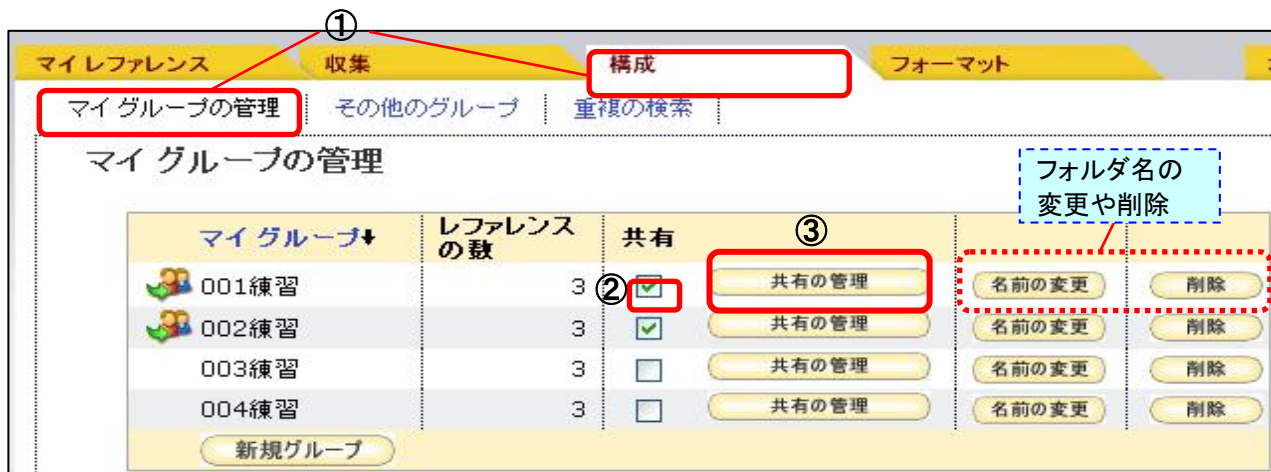 ①
マイ レファレンス 収集 構成 フォーマット
マイ グループの管理 その他のグループ 重複の検索
マイ グループの管理
フォルダ名の
変更や削除
マイ グループ レファレンス
の数 共有 ③
001練習 3 ② 共有の管理 名前の変更 削除
002練習 3 共有の管理 名前の変更 削除
003練習 3 共有の管理 名前の変更 削除
004練習 3 共有の管理 名前の変更 削除
新規グループ